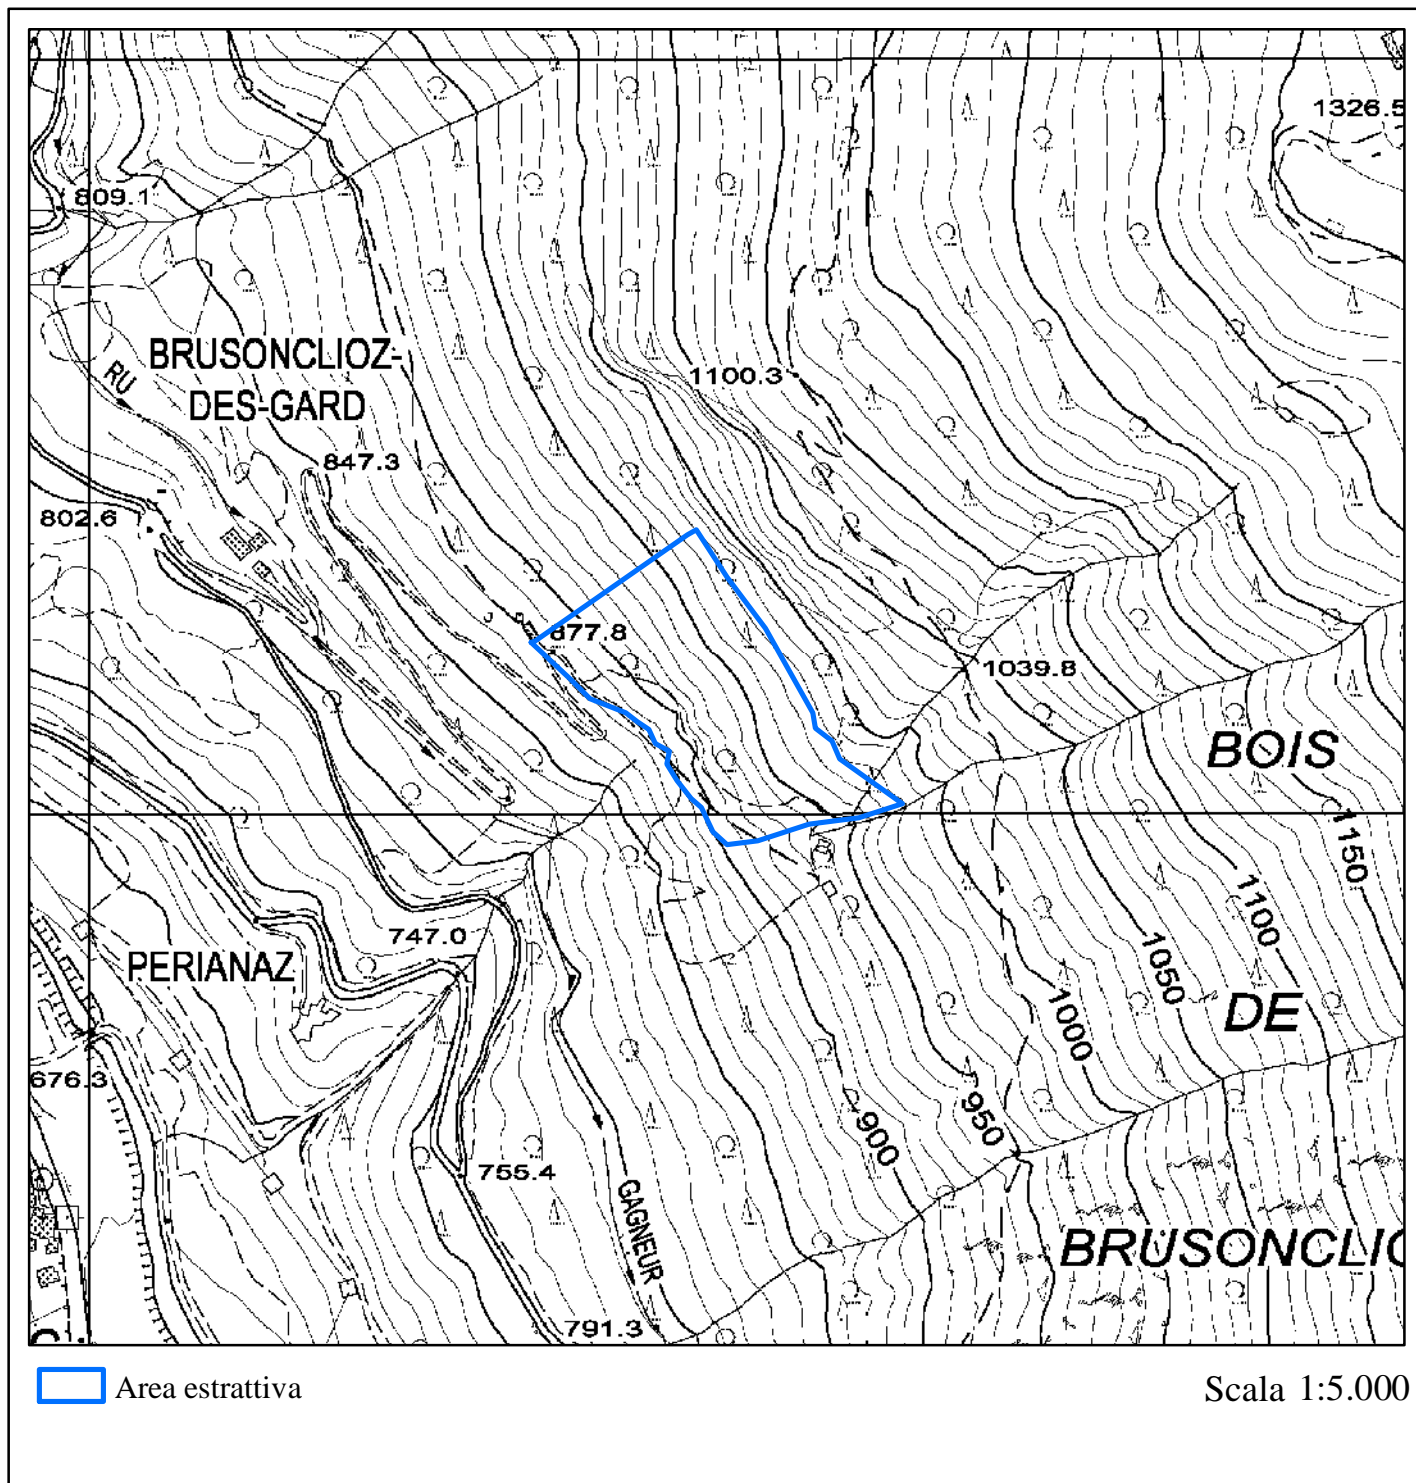 1326.5
809.1
BRUSONCLIOZ-
DES-GARD
RU
1100.3
847.3
802.6
877.8
1039.8
BOIS
1150
1100
1050
1000
950
900
747.0
PERIANAZ
DE
676.3
755.4
GAGNEUR
BRUSONCLIO
791.3
Area estrattiva
Scala 1:5.000